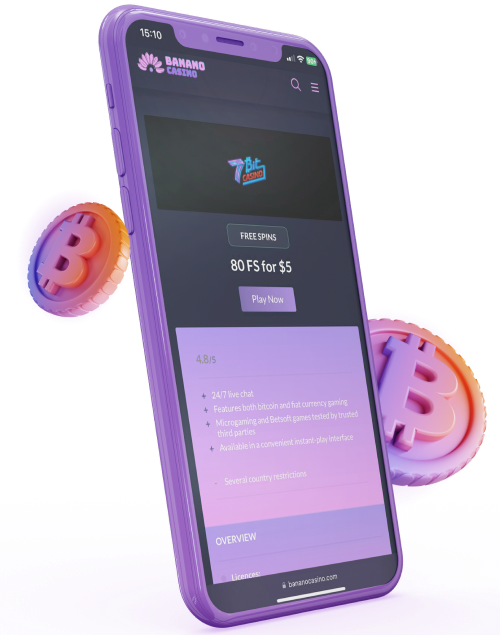 15:10
BANANO
CASINO
7Bit
CASINO
FREE SPINS
80 FS for $5
Play Now
4.8/5
+ 24/7 live chat
+ Features both bitcoin and fiat currency gaming
+ Microgaming and Betsoft games tested by trusted
third parties
+ Available in a convenient instant-play interface
- Several country restrictions
OVERVIEW
Licences:
bananocasino.com